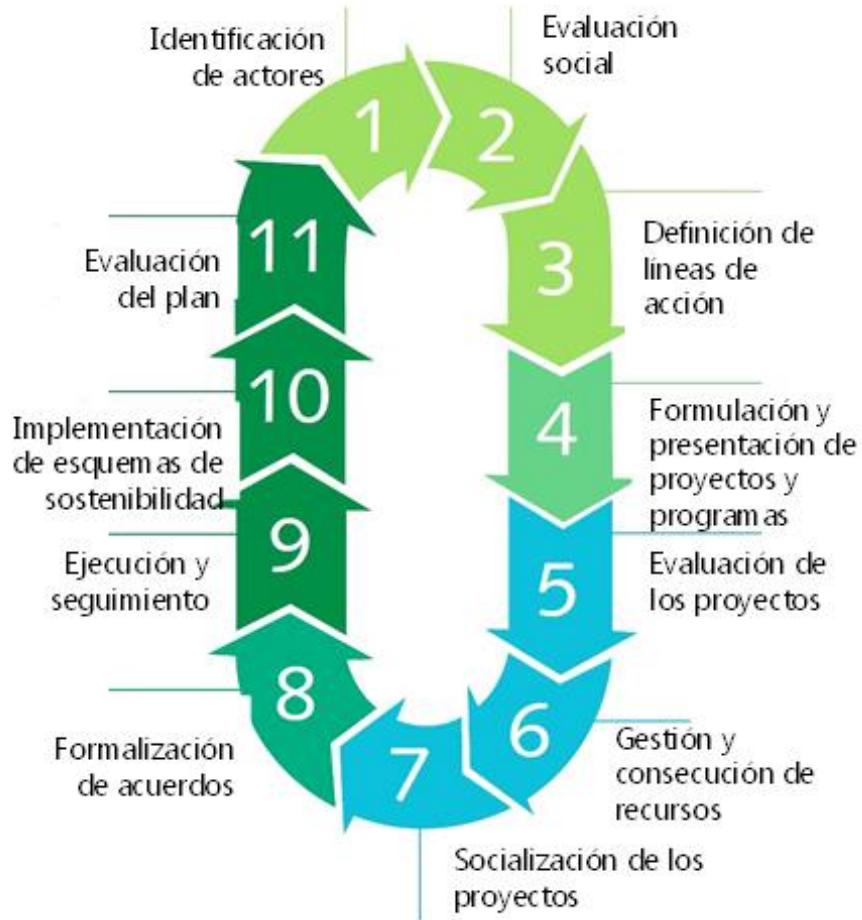 1
Identificación
de actores
2
Evaluación
social
3
Definición de
líneas de
acción
4
Formulación y
presentación de
proyectos y
programas
5
Evaluación de
los proyectos
6
Gestión y
consecución de
recursos
7
Socialización de los
proyectos
8
Formalización
de acuerdos
9
Ejecución y
seguimiento
10
Implementación
de esquemas de
sostenibilidad
11
Evaluación
del plan